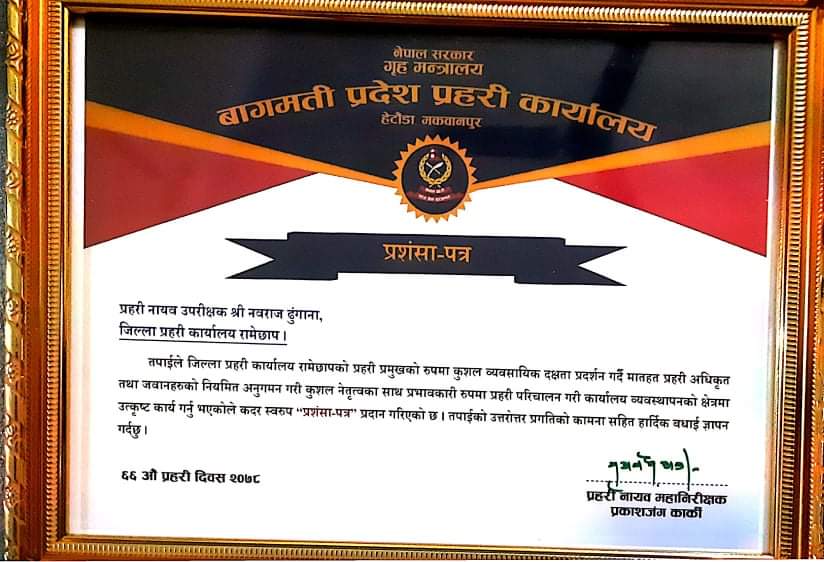 नेपाल सरकार
गृह मन्त्रालय
बागमती प्रदेश प्रहरी कार्यालय
हेटौडा मकवानपुर
प्रशंसा-पत्र
प्रहरी नायव उपरीक्षक श्री नवराज ढुंगाना,
जिल्ला प्रहरी कार्यालय रामेछाप।
तपाईले जिल्ला प्रहरी कार्यालय रामेछापको प्रहरी प्रमुखको रुपमा कुशल व्यवसायिक दक्षता प्रदर्शन गर्दै मातहत प्रहरी अधिकृत
तथा जवानहरुको नियमित अनुगमन गरी कुशल नेतृत्वका साथ प्रभावकारी रुपमा प्रहरी परिचालन गरी कार्यालय व्यवस्थापनको क्षेत्रमा
उत्कृष्ट कार्य गर्नु भएकोले कदर स्वरुप “प्रशंसा-पत्र” प्रदान गरिएको छ। तपाईको उत्तरोत्तर प्रगतिको कामना सहित हार्दिक बधाई ज्ञापन
गर्दछु।
६६ औ प्रहरी दिवस २०७८
प्रहरी नायव महानिरीक्षक
प्रकाशजंग कार्की